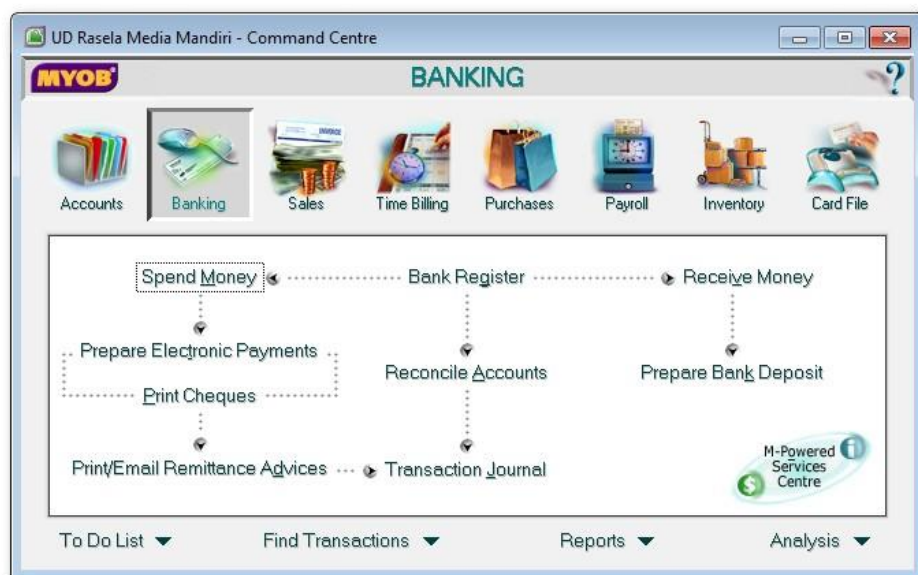 UD Rasela Media Mandiri - Command Centre
MYOB BANKING ?
Accounts Banking Sales Time Billing Purchases Payroll Inventory Card File
INVOICE
Spend Money Bank Register Receive Money
Prepare Electronic Payments
Reconcile Accounts Prepare Bank Deposit
Print Cheques
Print/Email Remittance Advices Transaction Journal
M-Powered
Services
Centre
To Do List Find Transactions Reports Analysis